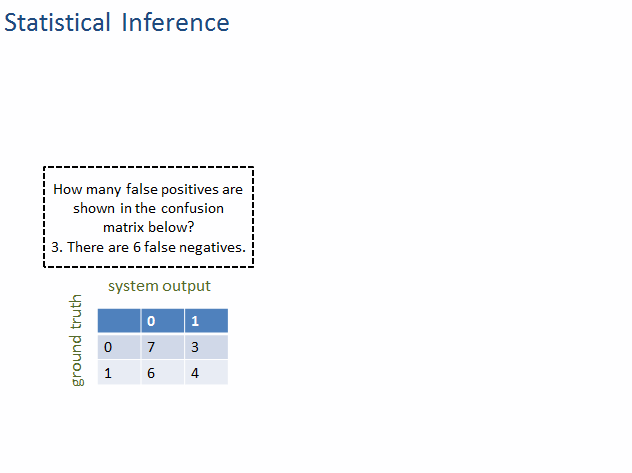 Statistical Inference
How many false positives are
shown in the confusion
matrix below?
3. There are 6 false negatives.
system output
ground truth
0 1
0 7 3
1 6 4